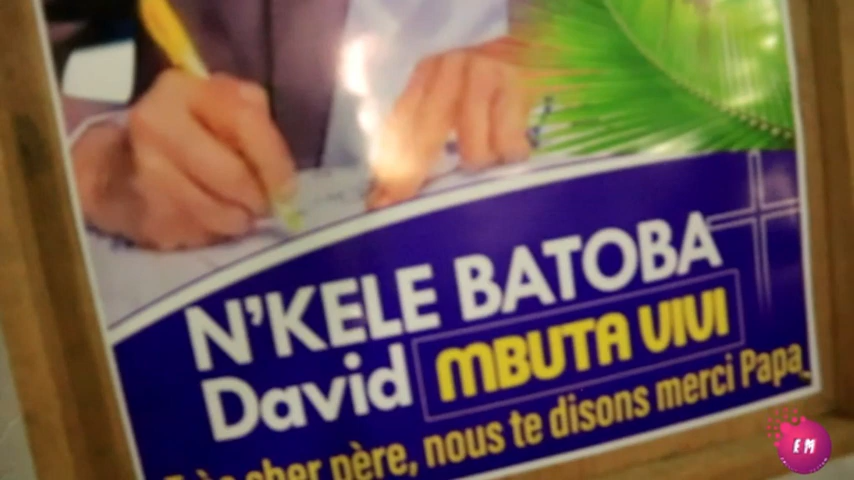 N'KELE BATOBA
David MBUTA VIVI
cher père, nous te disons merci Papa
EM